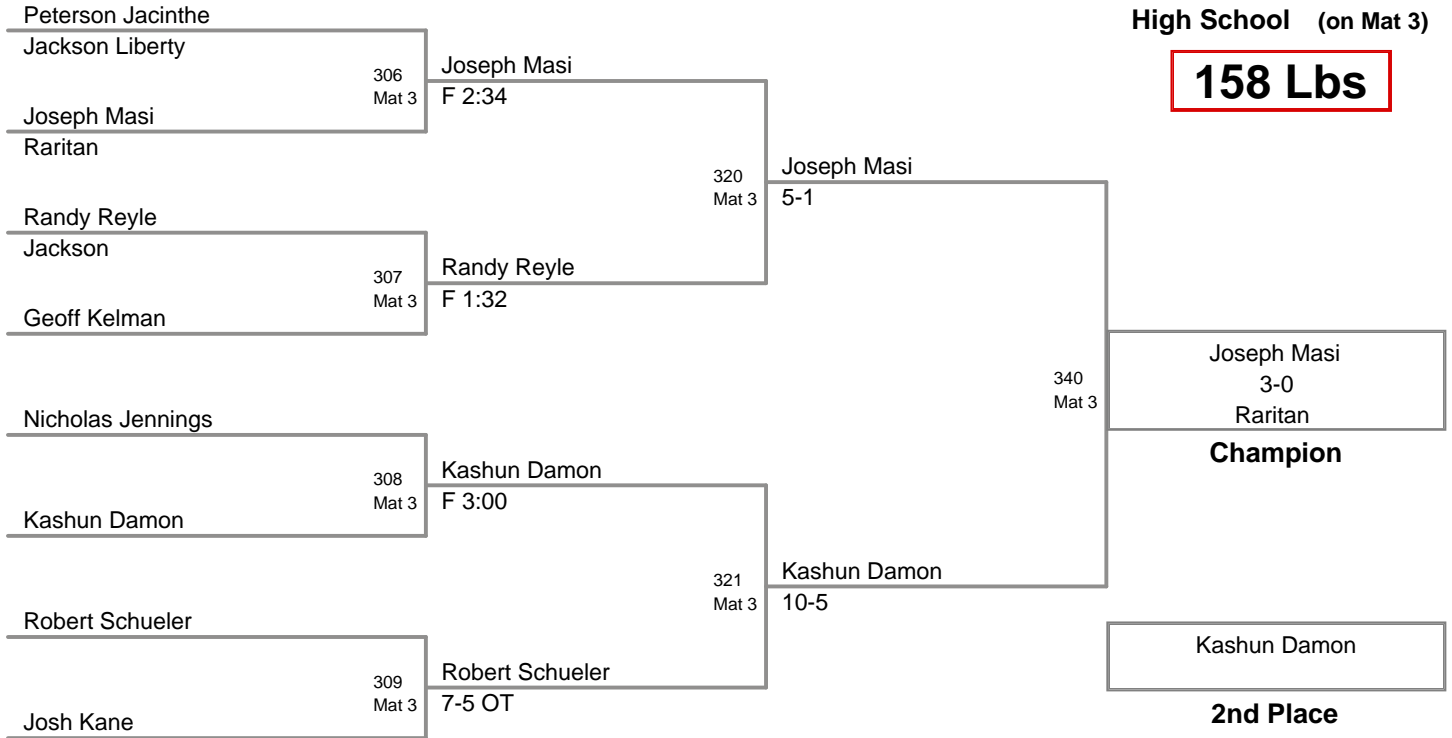 High School (on Mat 3)
158 Lbs
Peterson Jacinthe
Jackson Liberty
306
Mat 3
Joseph Masi
F 2:34
Joseph Masi
Raritan
320
Mat 3
Joseph Masi
5-1
Randy Reyle
Jackson
307
Mat 3
Randy Reyle
F 1:32
Geoff Kelman
340
Mat 3
Joseph Masi
3-0
Raritan
Champion
Nicholas Jennings
308
Mat 3
Kashun Damon
F 3:00
Kashun Damon
321
Mat 3
Kashun Damon
10-5
Robert Schueler
309
Mat 3
Robert Schueler
7-5 OT
Josh Kane
Kashun Damon
2nd Place